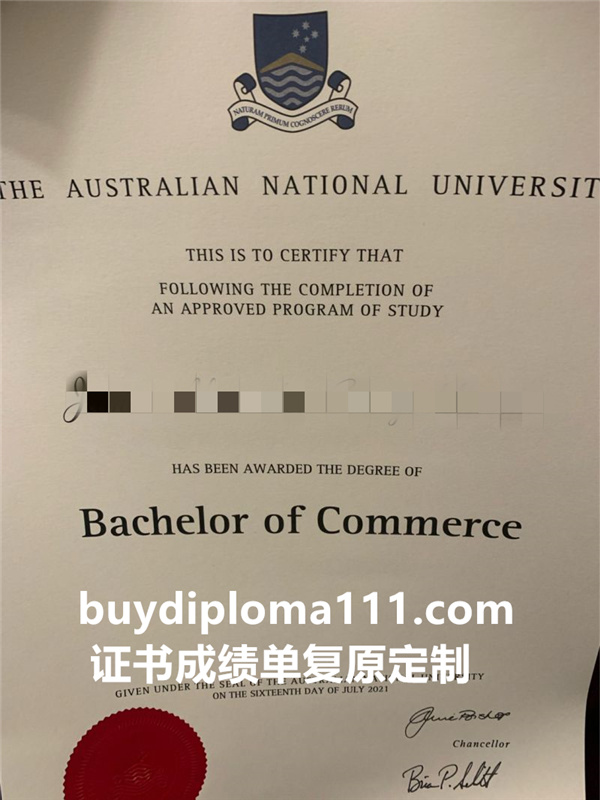 NATURAM PRIMUM COGNOSCERE RERUM
THE AUSTRALIAN NATIONAL UNIVERSIT
THIS IS TO CERTIFY THAT
FOLLOWING THE COMPLETION OF
AN APPROVED PROGRAM OF STUDY
HAS BEEN AWARDED THE DEGREE OF
Bachelor of Commerce
buydiploma111.com
证书成绩单复原定制
GIVEN UNDER THE SEAL OF THE UNIVERSITY
ON THE SIXTEENTH DAY OF JULY 2021
Chancellor